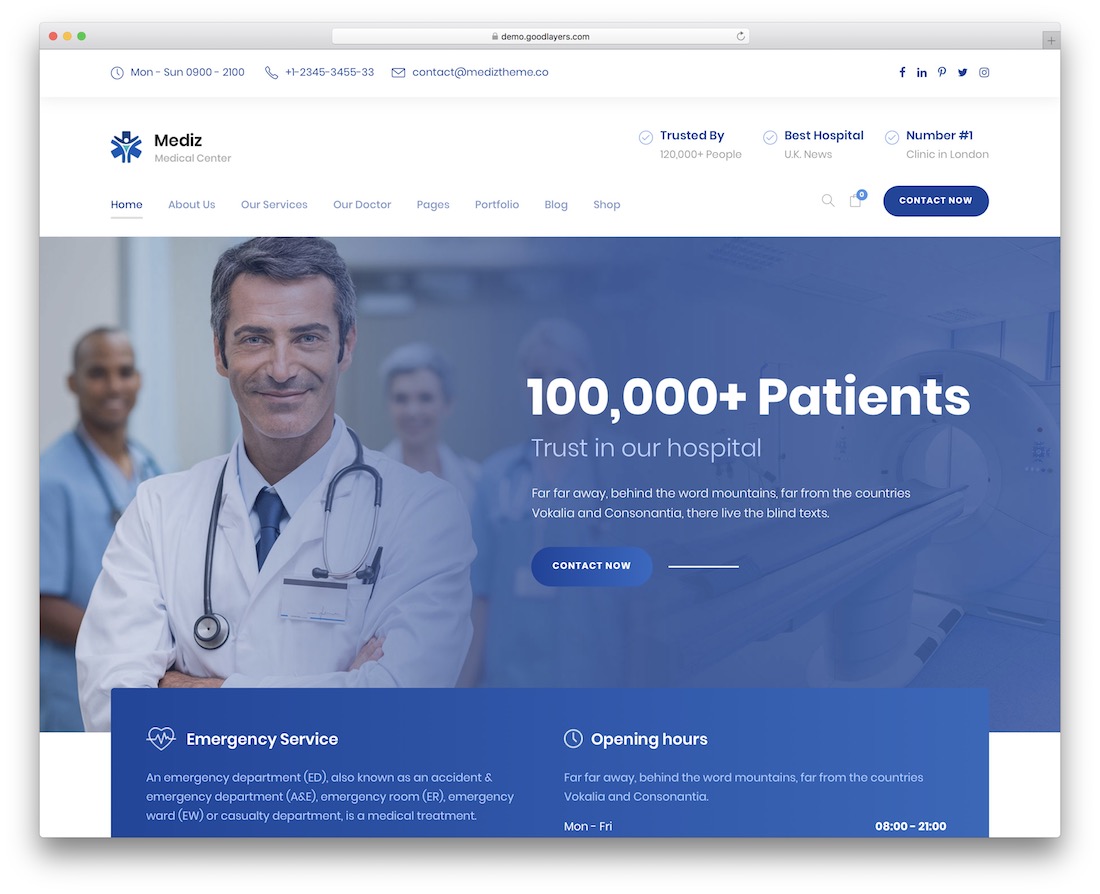 demo.goodlayers.com
Mon - Sun 0900 - 2100
+1-2345-3455-33
contact@mediztheme.co
Mediz
Medical Center
Trusted By
120,000+ People
Best Hospital
U.K. News
Number #1
Clinic in London
Home
About Us
Our Services
Our Doctor
Pages
Portfolio
Blog
Shop
0
CONTACT NOW
100,000+ Patients
Trust in our hospital
Far far away, behind the word mountains, far from the countries
Vokalia and Consonantia, there live the blind texts.
CONTACT NOW
Emergency Service
An emergency department (ED), also known as an accident &
emergency department (A&E), emergency room (ER), emergency
ward (EW) or casualty department, is a medical treatment.
Opening hours
Far far away, behind the word mountains, far from the countries
Vokalia and Consonantia.
Mon - Fri
08:00 - 21:00